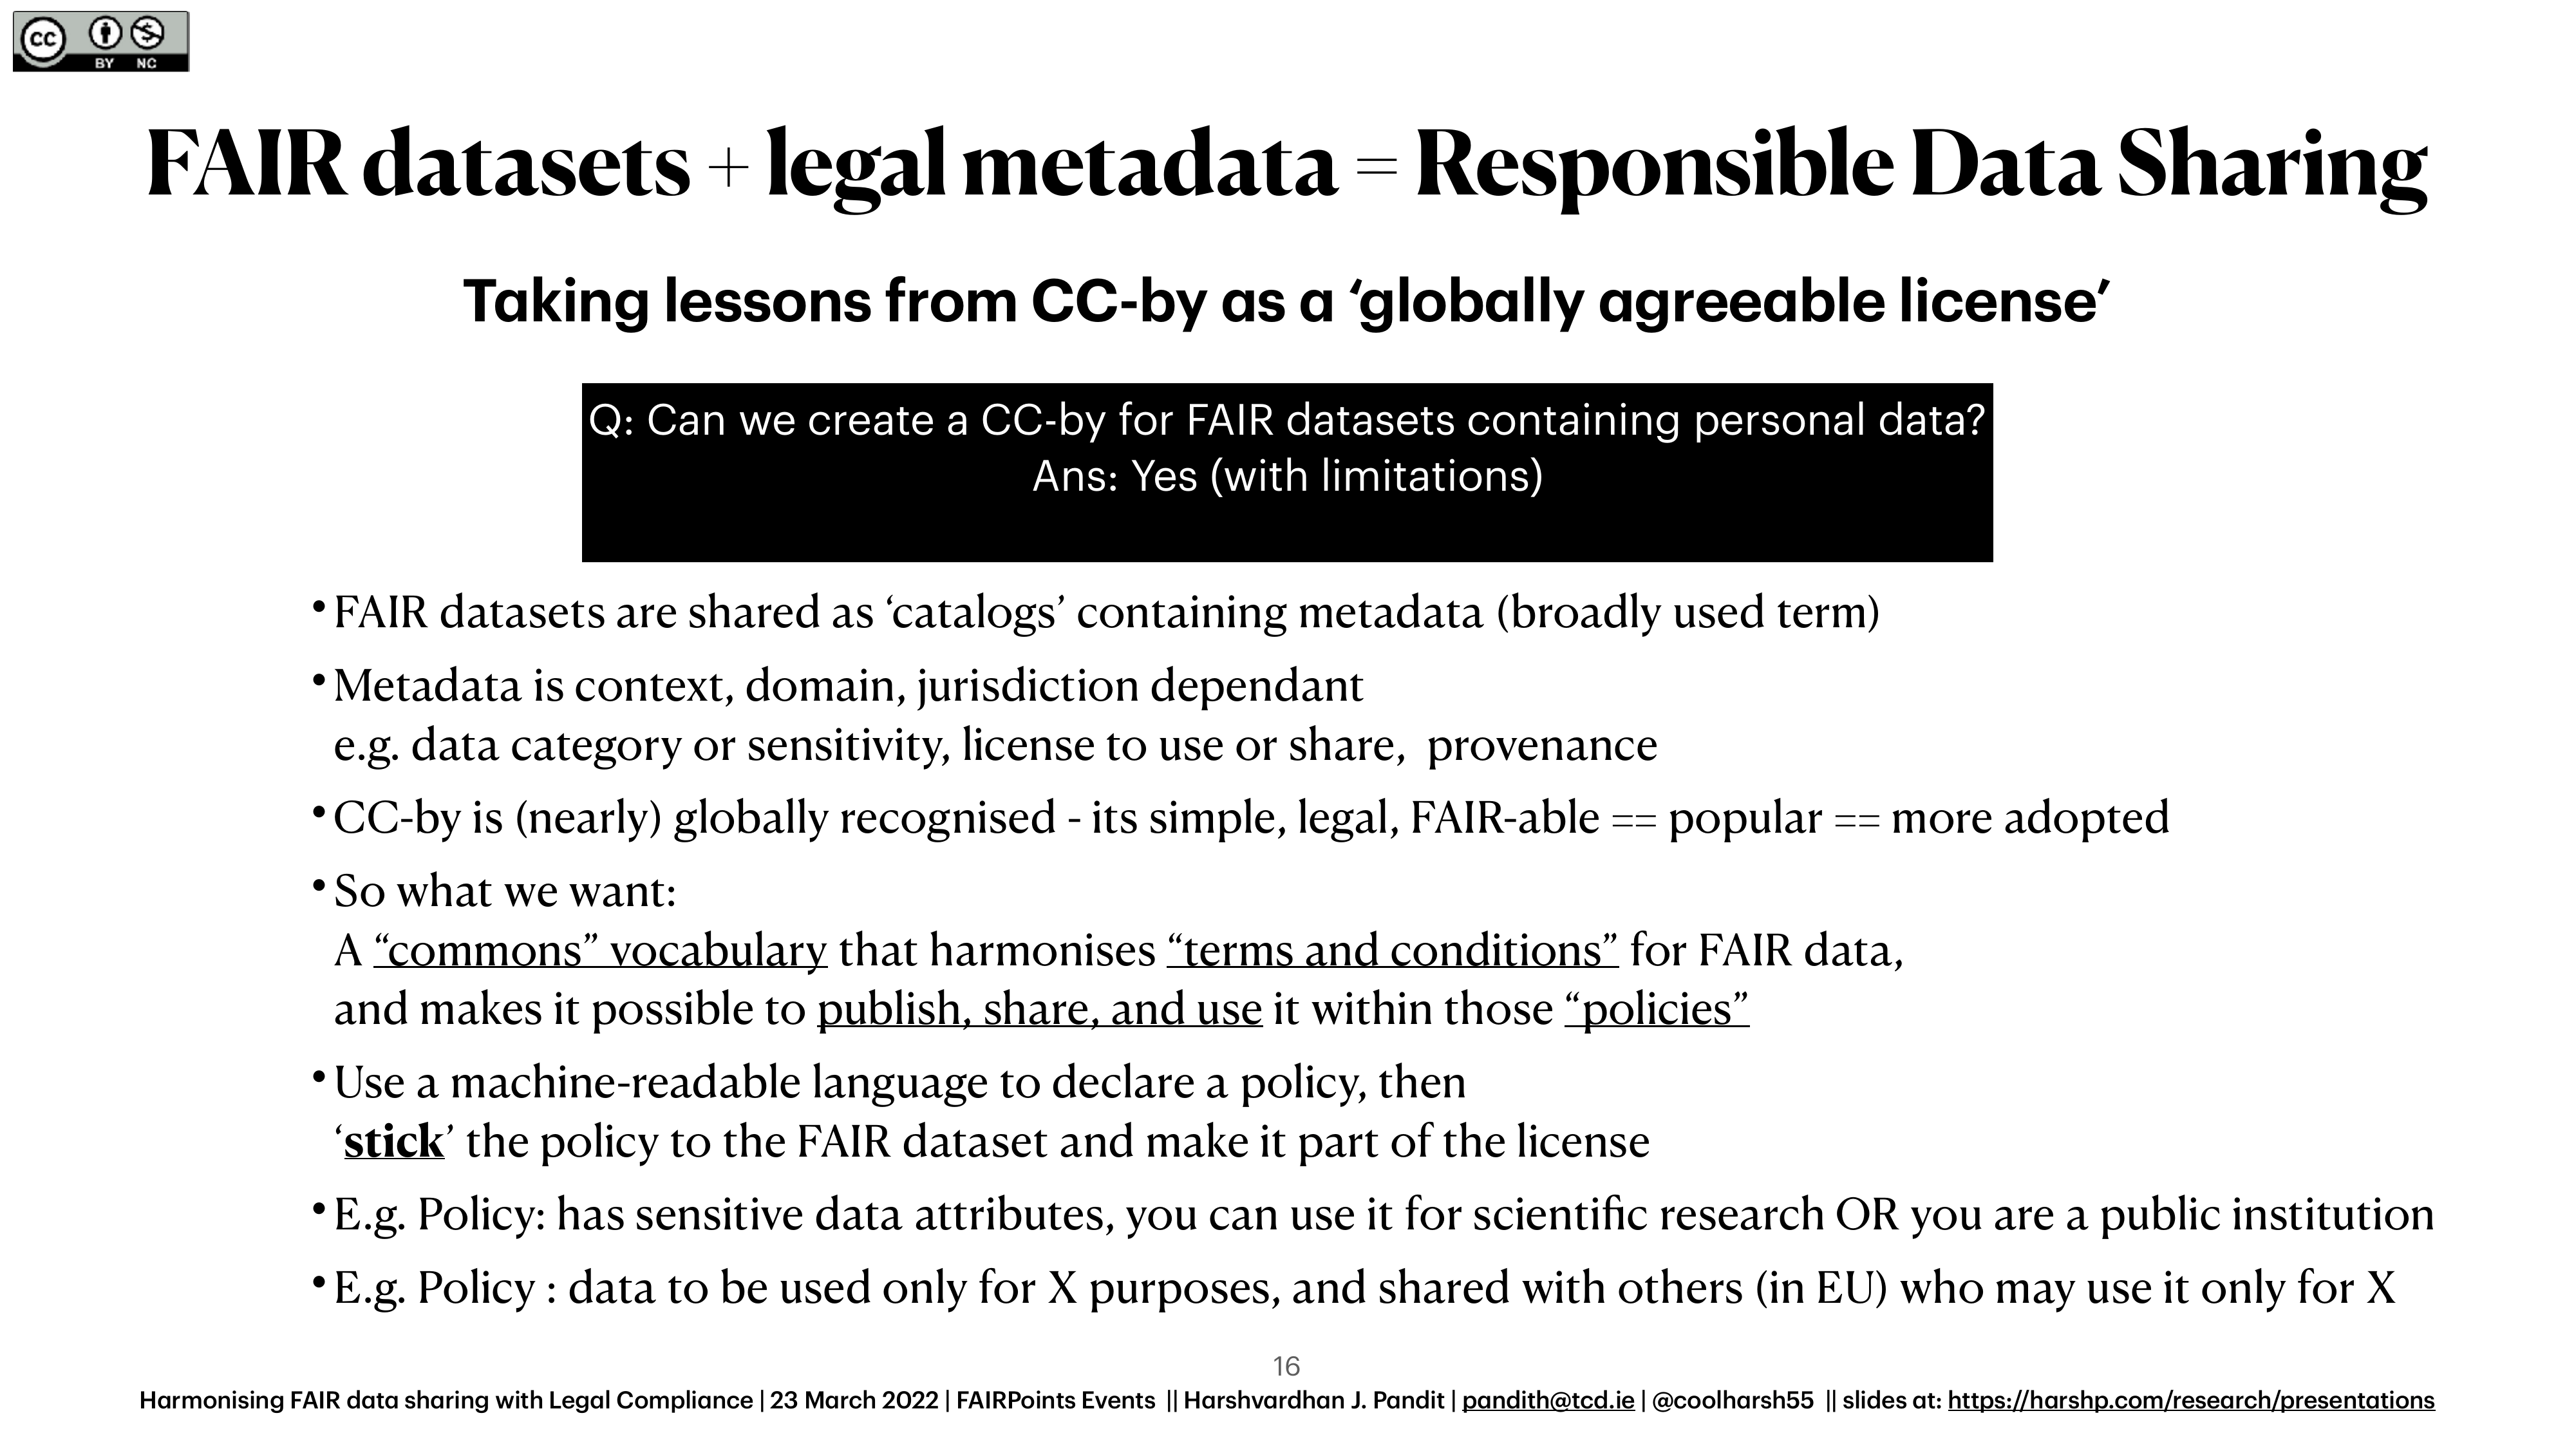 cc
BY NC
FAIR datasets + legal metadata = Responsible Data Sharing
Taking lessons from CC-by as a ‘globally agreeable license’
Q: Can we create a CC-by for FAIR datasets containing personal data?
Ans: Yes (with limitations)
• FAIR datasets are shared as ‘catalogs’ containing metadata (broadly used term)
• Metadata is context, domain, jurisdiction dependant
e.g. data category or sensitivity, license to use or share,  provenance
• CC-by is (nearly) globally recognised - its simple, legal, FAIR-able == popular == more adopted
• So what we want:
A “commons” vocabulary that harmonises “terms and conditions” for FAIR data,
and makes it possible to publish, share, and use it within those “policies”
• Use a machine-readable language to declare a policy, then
‘stick’ the policy to the FAIR dataset and make it part of the license
• E.g. Policy: has sensitive data attributes, you can use it for scientific research OR you are a public institution
• E.g. Policy : data to be used only for X purposes, and shared with others (in EU) who may use it only for X
16
Harmonising FAIR data sharing with Legal Compliance | 23 March 2022 | FAIRPoints Events || Harshvardhan J. Pandit | pandith@tcd.ie | @coolharsh55 || slides at: https://harshp.com/research/presentations